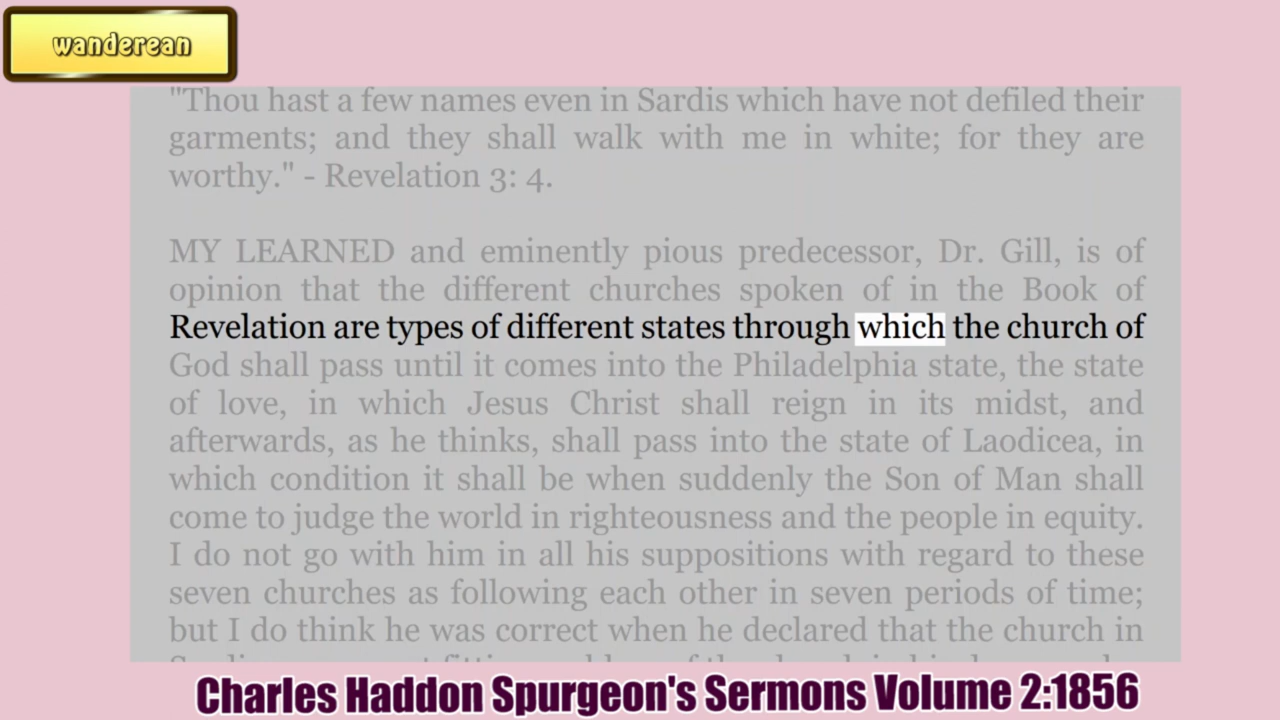 wanderean
"Thou hast a few names even in Sardis which have not defiled their
garments; and they shall walk with me in white; for they are
worthy." - Revelation 3: 4.
MY LEARNED and eminently pious predecessor, Dr. Gill, is of
opinion that the different churches spoken of in the Book of
Revelation are types of different states through which the church of
God shall pass until it comes into the Philadelphia state, the state
of love, in which Jesus Christ shall reign in its midst, and
afterwards, as he thinks, shall pass into the state of Laodicea, in
which condition it shall be when suddenly the Son of Man shall
come to judge the world in righteousness and the people in equity.
I do not go with him in all his suppositions with regard to these
seven churches as following each other in seven periods of time;
but I do think he was correct when he declared that the church in
Charles Haddon Spurgeon's Sermons Volume 2:1856